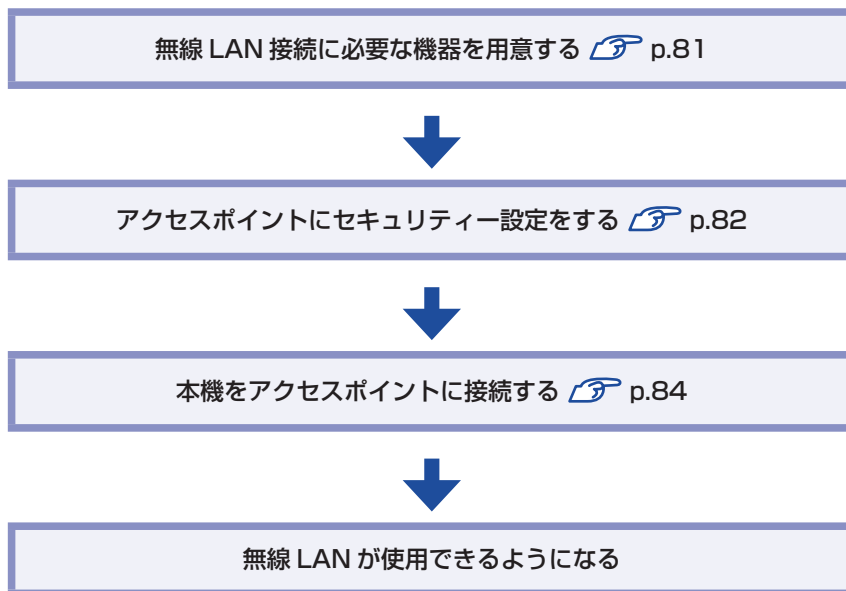 無線 LAN 接続に必要な機器を用意する p.81
アクセスポイントにセキュリティー設定をする p.82
本機をアクセスポイントに接続する p.84
無線 LAN が使用できるようになる